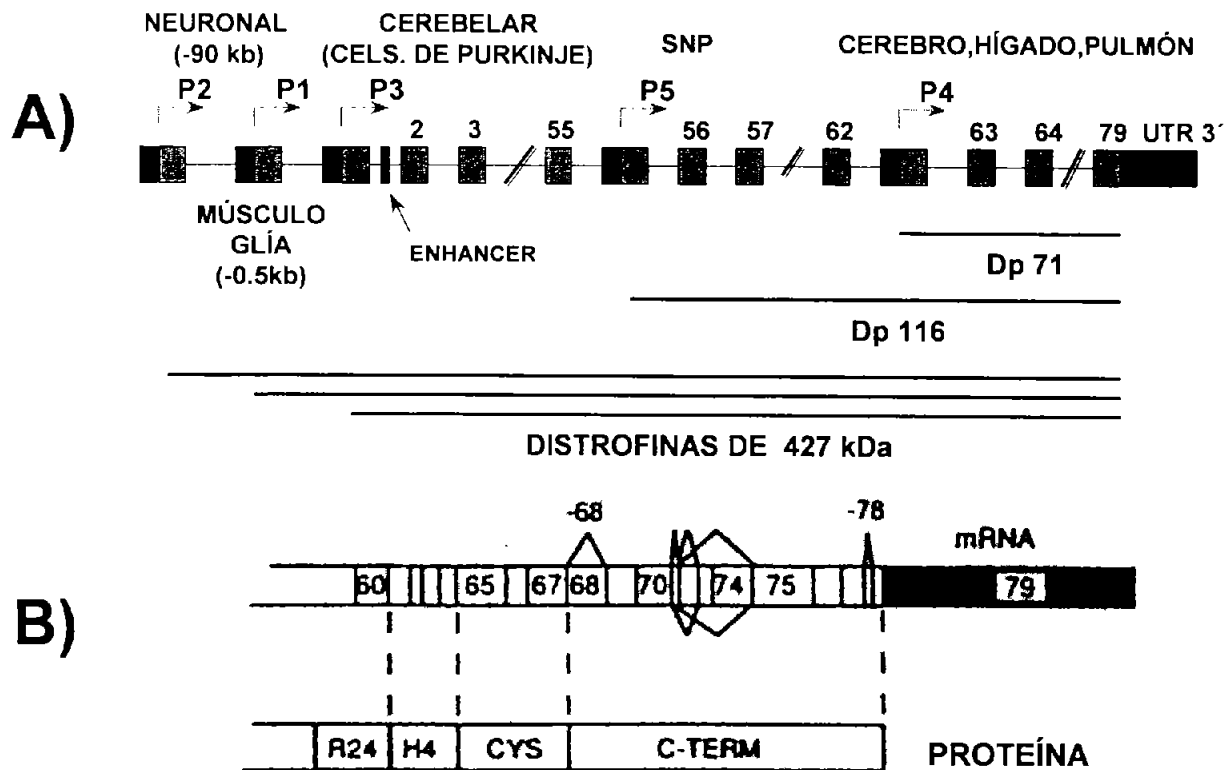 NEURONAL
(-90 kb)
CEREBELAR
(CELS. DE PURKINJE)
SNP
CEREBRO,HÍGADO,PULMÓN
A)
P2 P1 P3 P5 P4
2 3 55 56 57 62 63 64 79 UTR 3´
MÚSCULO
GLÍA
(-0.5kb)
ENHANCER
Dp 71
Dp 116
DISTROFINAS DE 427 kDa
-68 -78 mRNA
B)
60 65 67 68 70 74 75 79
R24 H4 CYS C-TERM PROTEÍNA